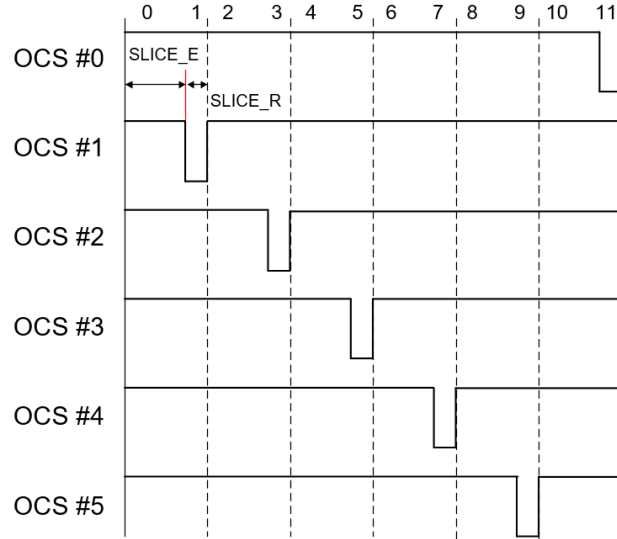 0 1 2 3 4 5 6 7 8 9 10 11
OCS #0
SLICE_E
SLICE_R
OCS #1
OCS #2
OCS #3
OCS #4
OCS #5